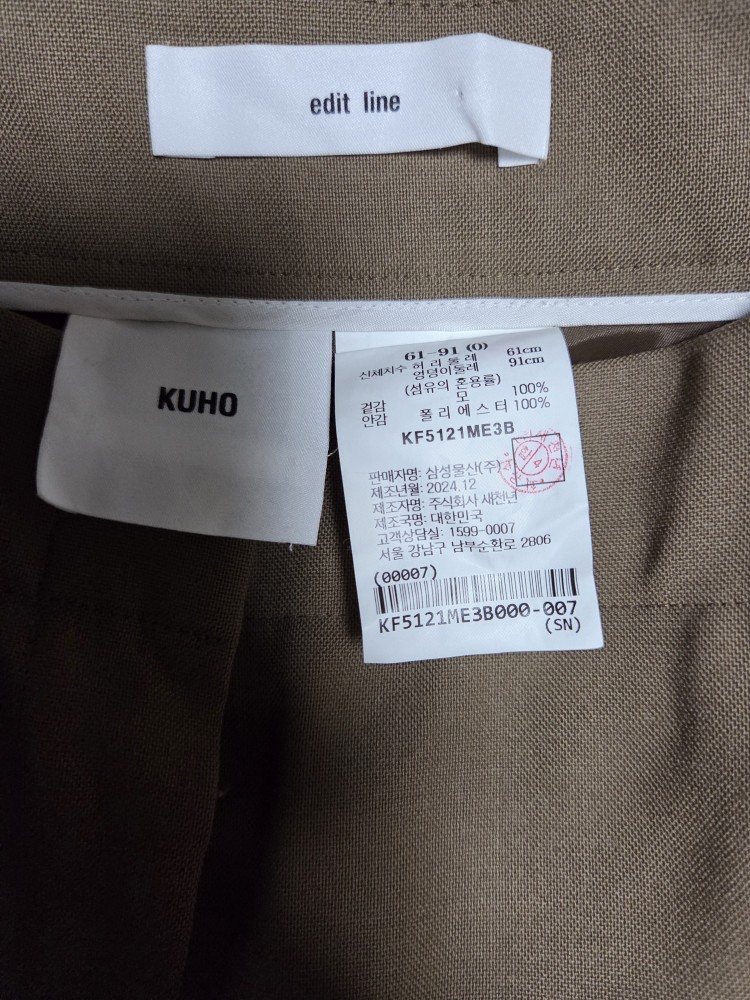 edit line
KUHO
61-91 (0)
신체치수 허리둘레 61cm
엉덩이둘레 91cm
(섬유의 혼용률)
겉감 모 100%
안감 폴리에스터 100%
KF5121ME3B
판매자명: 삼성물산(주)
제조년월: 2024.12
제조자명: 주식회사 새천년
제조국명: 대한민국
고객상담실: 1599-0007
서울 강남구 남부순환로 2806
(00007)
KF5121ME3B000-007
(SN)